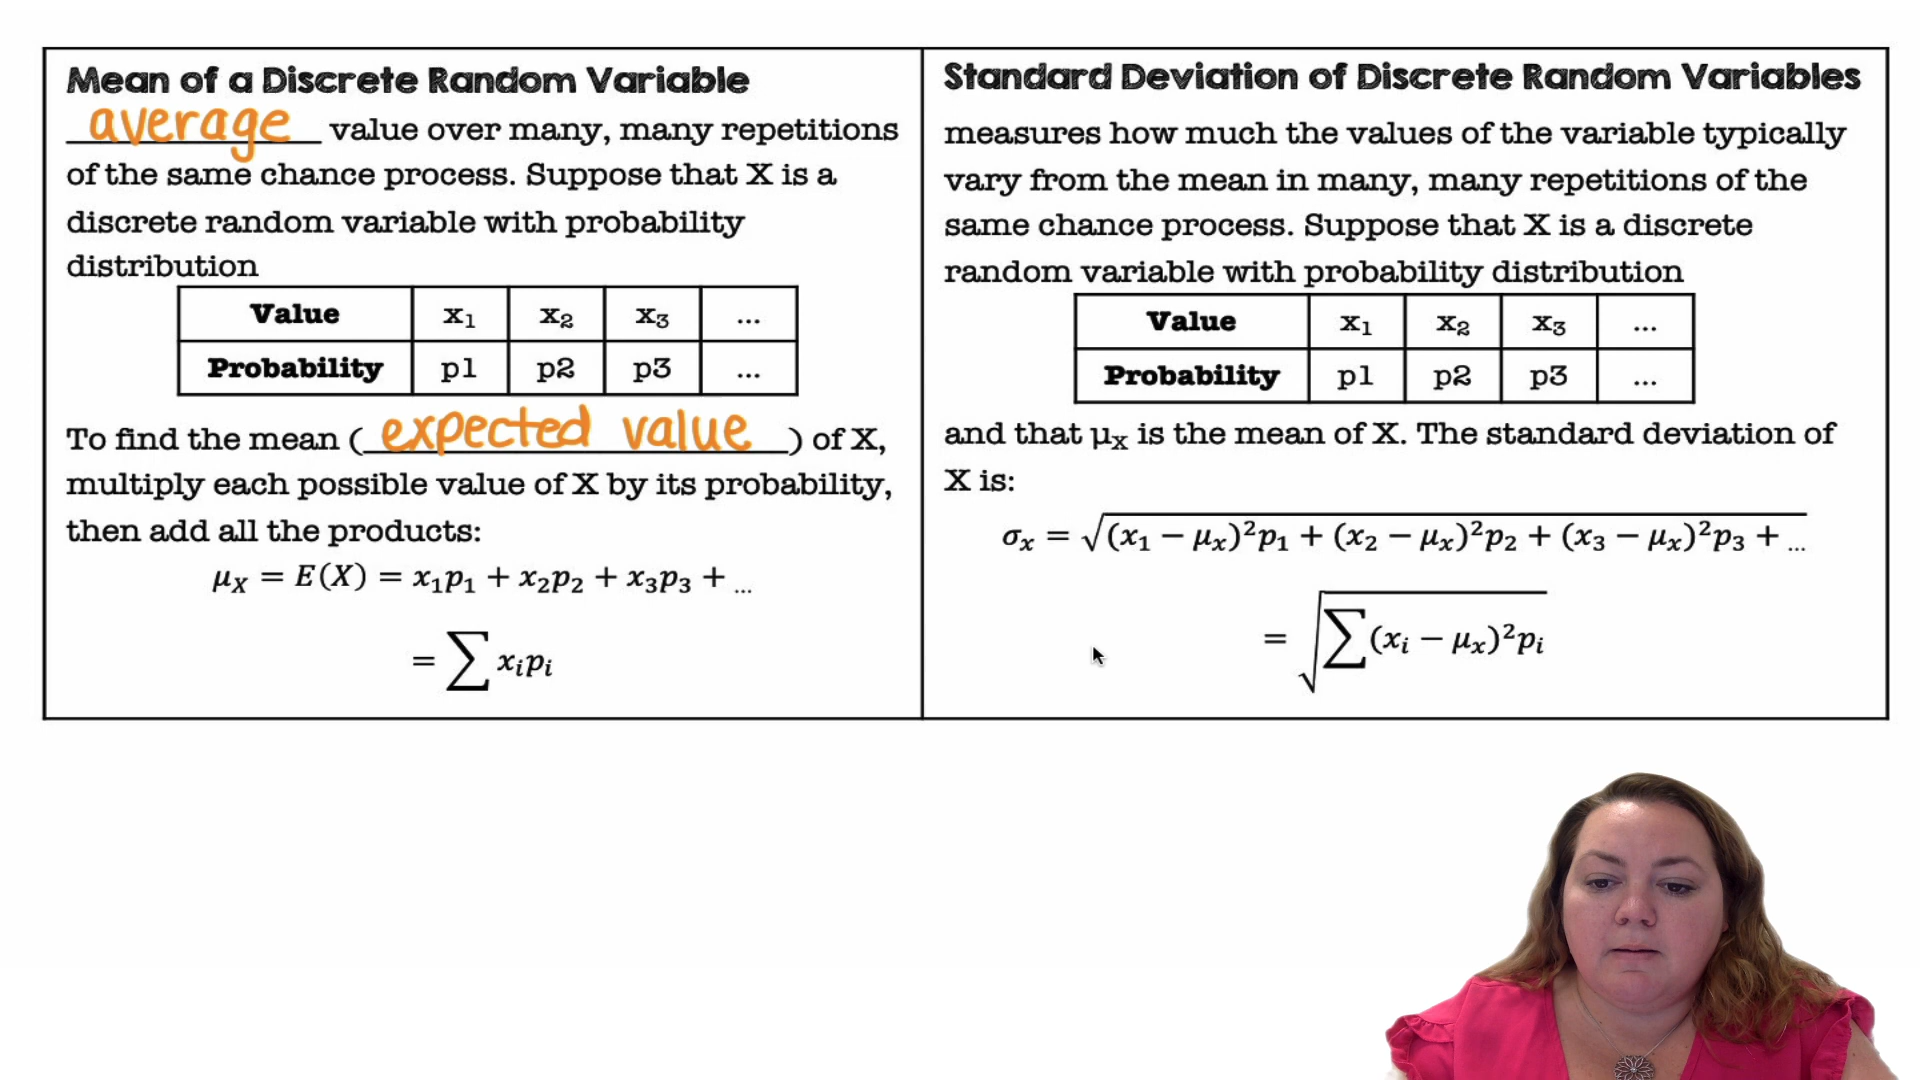 Mean of a Discrete Random Variable
average value over many, many repetitions
of the same chance process. Suppose that X is a
discrete random variable with probability
distribution
Value x₁ x₂ x₃ ...
Probability p1 p2 p3 ...
To find the mean (expected value) of X,
multiply each possible value of X by its probability,
then add all the products:
μ_X = E(X) = x₁p₁ + x₂p₂ + x₃p₃ + ...
= ∑ xᵢpᵢ
Standard Deviation of Discrete Random Variables
measures how much the values of the variable typically
vary from the mean in many, many repetitions of the
same chance process. Suppose that X is a discrete
random variable with probability distribution
Value x₁ x₂ x₃ ...
Probability p1 p2 p3 ...
and that μ_X is the mean of X. The standard deviation of
X is:
σₓ = √((x₁ − μₓ)²p₁ + (x₂ − μₓ)²p₂ + (x₃ − μₓ)²p₃ + ...)
= √(∑(xᵢ − μₓ)²pᵢ)